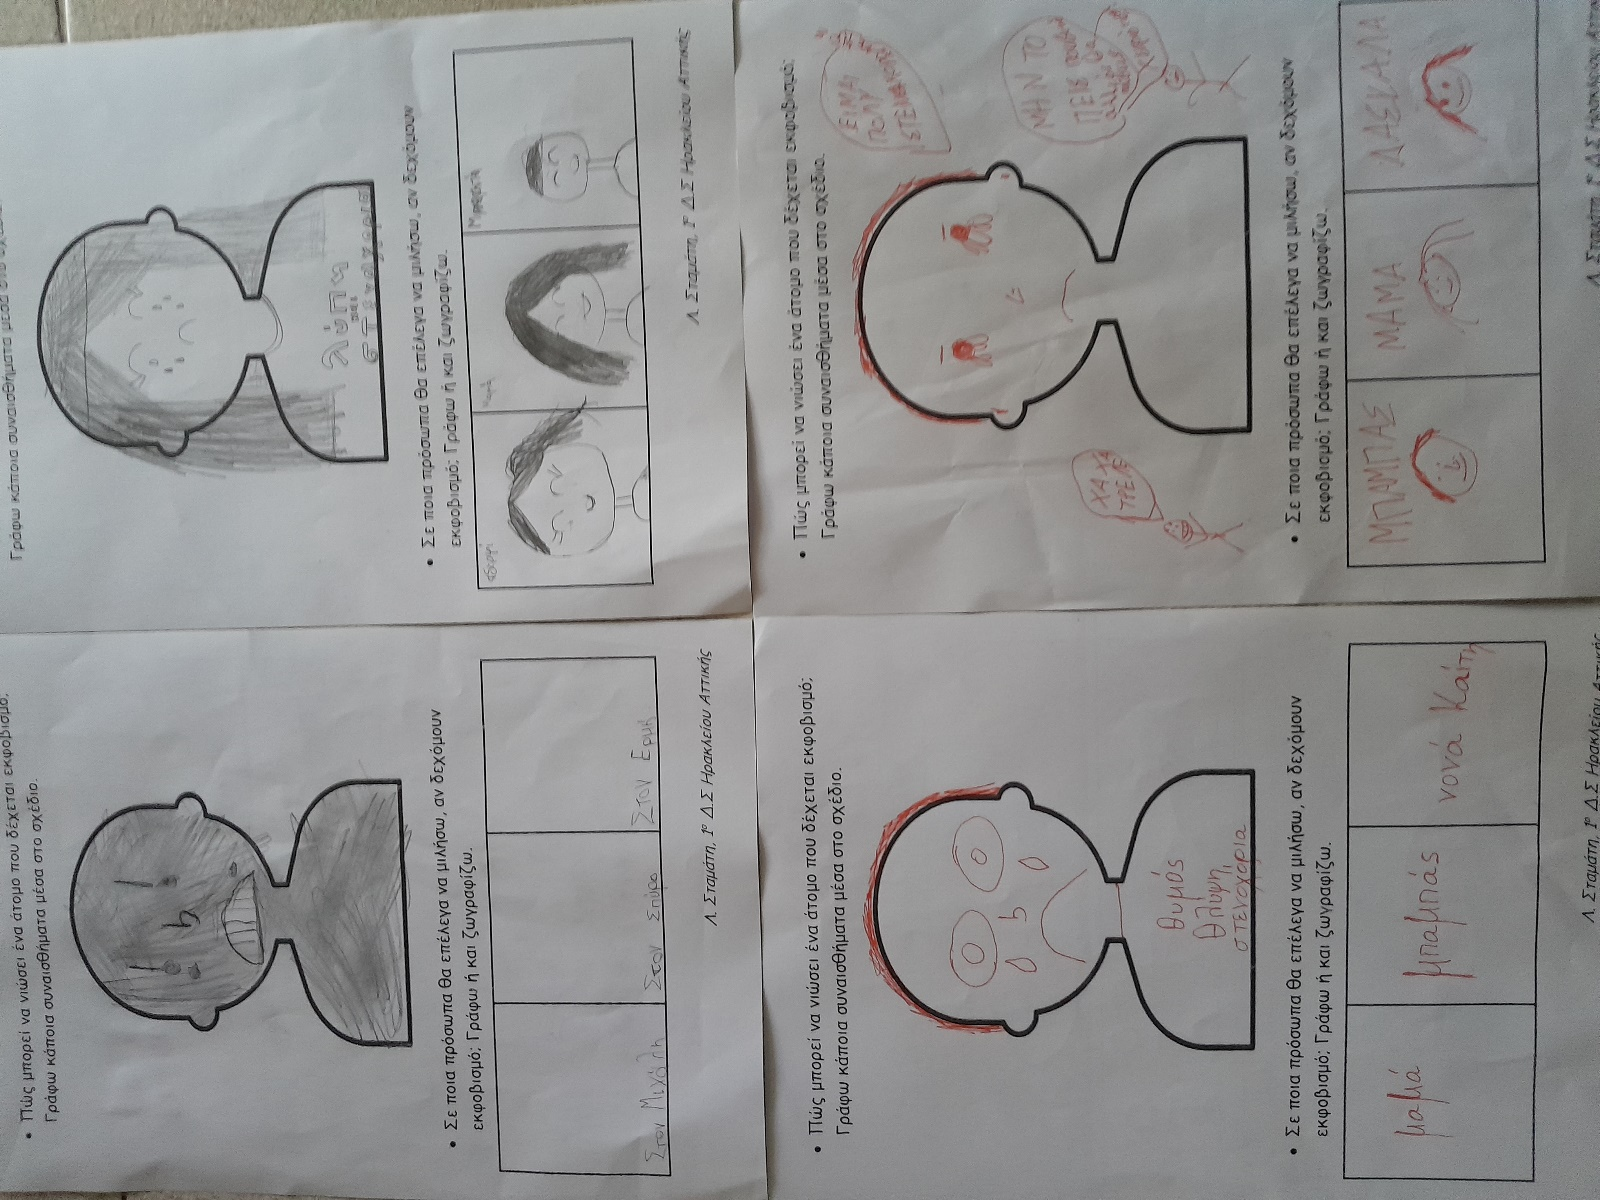 Γράφω κάποια συναισθήματα μέσα στο σχέδιο.
λύπη
• Σε ποια πρόσωπα θα επέλεγα να μιλήσω, αν δεχόμουν
εκφοβισμό; Γράφω ή και ζωγραφίζω.
Λ. Σταμάτη, 1ο Δ.Σ Ηρακλείου Αττικής
• Πώς μπορεί να νιώσει ένα άτομο που δέχεται εκφοβισμό;
Γράφω κάποια συναισθήματα μέσα στο σχέδιο.
ΕΙΜΑΙ
ΠΟΛΥ
ΜΗΝ ΤΟ
ΠΕΙΣ
ΧΑ ΧΑ
ΤΡΕΛΕ
• Σε ποια πρόσωπα θα επέλεγα να μιλήσω, αν δεχόμουν
εκφοβισμό; Γράφω ή και ζωγραφίζω.
ΜΠΑΜΠΑΣ ΜΑΜΑ ΔΑΣΚΑΛΑ
Λ. Σταμάτη, 1ο Δ.Σ Ηρακλείου Αττικής
• Πώς μπορεί να νιώσει ένα άτομο που δέχεται εκφοβισμό;
Γράφω κάποια συναισθήματα μέσα στο σχέδιο.
• Σε ποια πρόσωπα θα επέλεγα να μιλήσω, αν δεχόμουν
εκφοβισμό; Γράφω ή και ζωγραφίζω.
Στον Μιχάλη Στον Σπύρο Στον Ερμή
Λ. Σταμάτη, 1ο Δ.Σ Ηρακλείου Αττικής
• Πώς μπορεί να νιώσει ένα άτομο που δέχεται εκφοβισμό;
Γράφω κάποια συναισθήματα μέσα στο σχέδιο.
θυμός
θλίψη
στενοχώρια
• Σε ποια πρόσωπα θα επέλεγα να μιλήσω, αν δεχόμουν
εκφοβισμό; Γράφω ή και ζωγραφίζω.
μαμά μπαμπάς νονά Καίτη
Λ. Σταμάτη, 1ο Δ.Σ Ηρακλείου